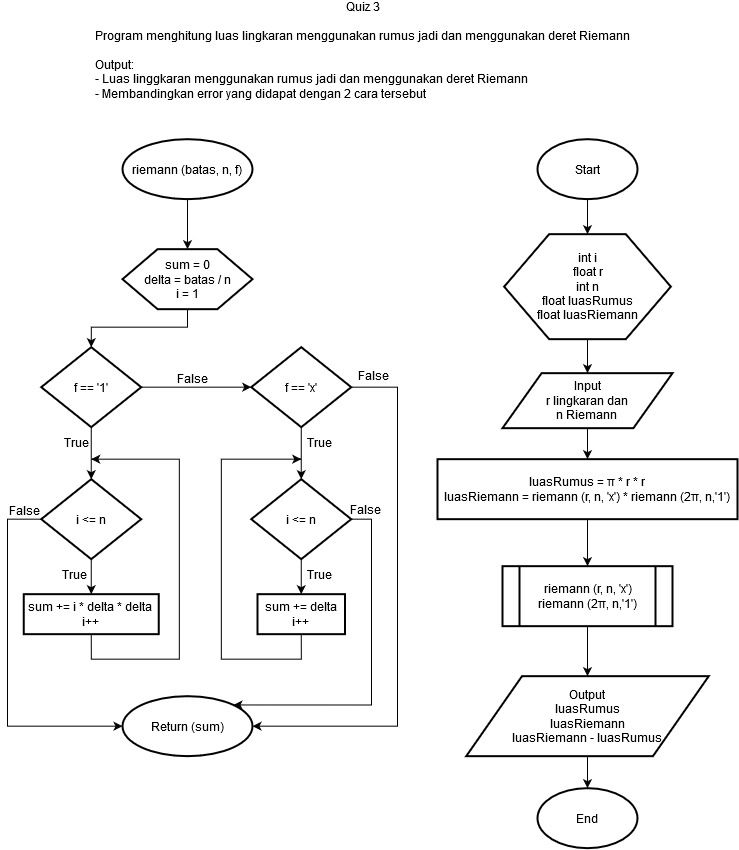 Quiz 3
Program menghitung luas lingkaran menggunakan rumus jadi dan menggunakan deret Riemann
Output:
- Luas linggkaran menggunakan rumus jadi dan menggunakan deret Riemann
- Membandingkan error yang didapat dengan 2 cara tersebut
riemann (batas, n, f)
sum = 0
delta = batas / n
i = 1
f == '1'
False
f == 'x'
False
True
True
False
i <= n
i <= n
False
True
True
sum += i * delta * delta
i++
sum += delta
i++
Return (sum)
Start
int i
float r
int n
float luasRumus
float luasRiemann
Input
r lingkaran dan
n Riemann
luasRumus = π * r * r
luasRiemann = riemann (r, n, 'x') * riemann (2π, n,'1')
riemann (r, n, 'x')
riemann (2π, n,'1')
Output
luasRumus
luasRiemann
luasRiemann - luasRumus
End